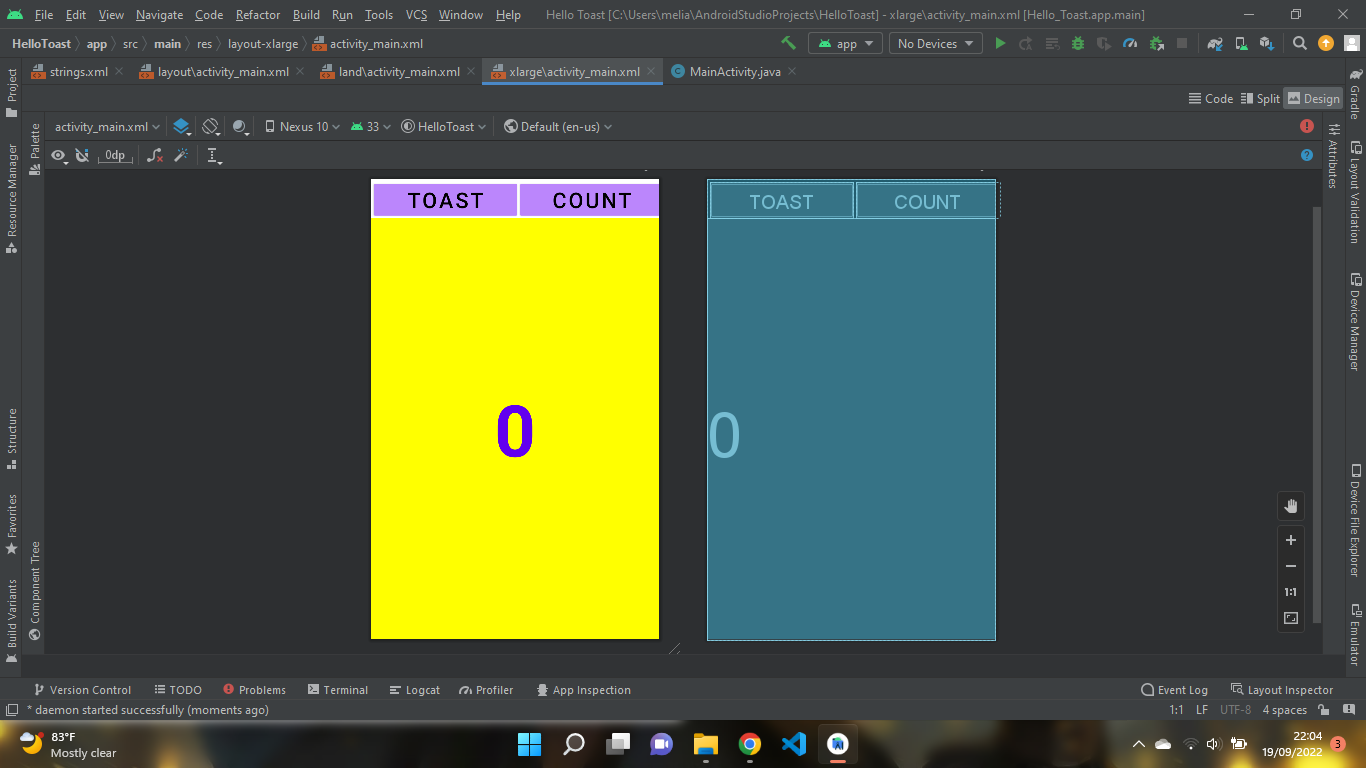 File Edit View Navigate Code Refactor Build Run Tools VCS Window Help Hello Toast [C:\Users\melia\AndroidStudioProjects\HelloToast] - xlarge\activity_main.xml [Hello_Toast.app.main]
HelloToast app src main res layout-xlarge activity_main.xml app No Devices
strings.xml layout\activity_main.xml land\activity_main.xml xlarge\activity_main.xml MainActivity.java
Code Split Design
activity_main.xml Nexus 10 33 HelloToast Default (en-us)
0dp
Project
Resource Manager
Structure
Favorites
Build Variants
Palette
Component Tree
TOAST COUNT
0
TOAST COUNT
0
1:1
Attributes
Gradle
Layout Validation
Device Manager
Device File Explorer
Emulator
Version Control TODO Problems Terminal Logcat Profiler App Inspection Event Log Layout Inspector
* daemon started successfully (moments ago) 1:1 LF UTF-8 4 spaces
83°F
Mostly clear
22:04
19/09/2022
3